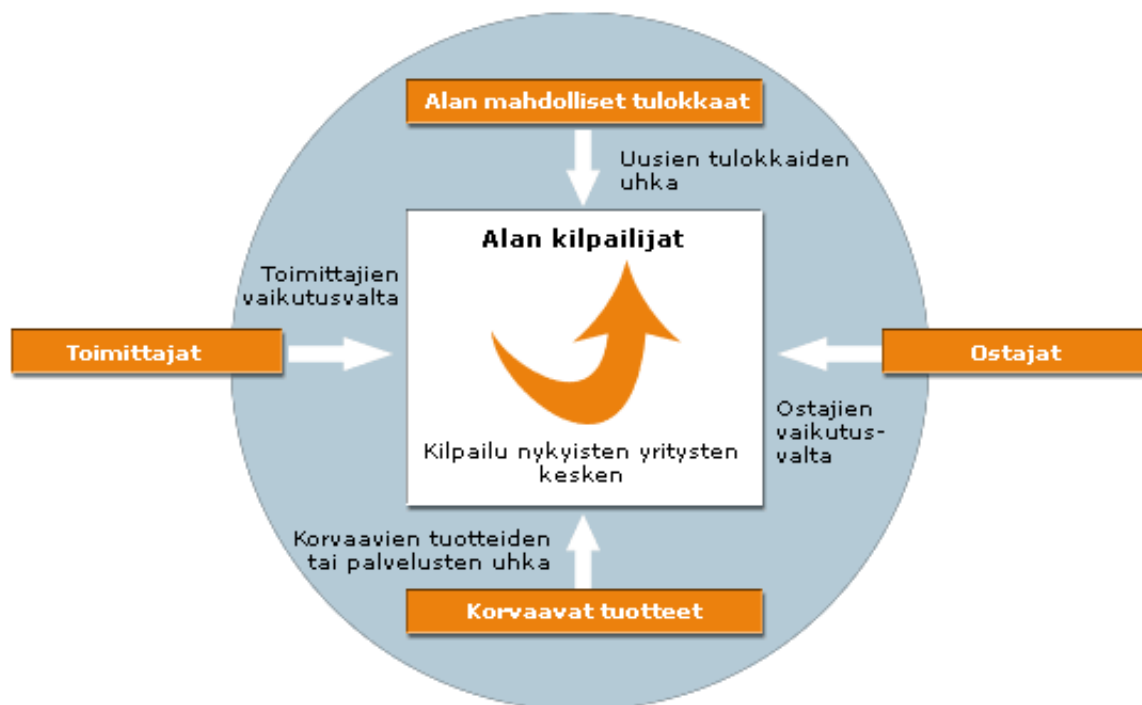 Alan mahdolliset tulokkaat
Uusien tulokkaiden
uhka
Alan kilpailijat
Toimittajien
vaikutusvalta
Toimittajat
Ostajat
Ostajien
vaikutus-
valta
Kilpailu nykyisten yritysten
kesken
Korvaavien tuotteiden
tai palvelusten uhka
Korvaavat tuotteet